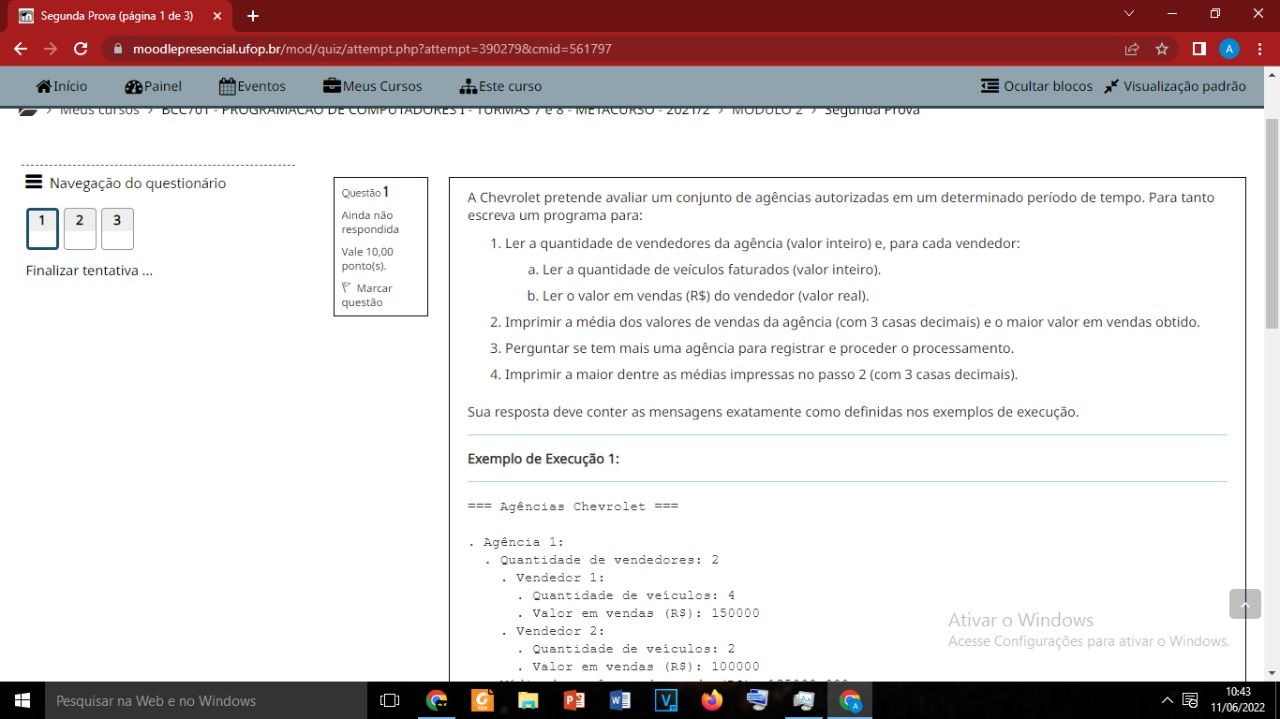 Segunda Prova (página 1 de 3)
moodlepresencial.ufop.br/mod/quiz/attempt.php?attempt=390279&cmid=561797
A
Início
Painel
Eventos
Meus Cursos
Este curso
Ocultar blocos
Visualização padrão
Meus cursos > BCC701 - PROGRAMAÇÃO DE COMPUTADORES I - TURMAS 7 e 8 - METACURSO - 2021/2 > MÓDULO 2 > Segunda Prova
Navegação do questionário
1 2 3
Finalizar tentativa ...
Questão 1
Ainda não
respondida
Vale 10,00
ponto(s).
Marcar
questão
A Chevrolet pretende avaliar um conjunto de agências autorizadas em um determinado período de tempo. Para tanto
escreva um programa para:
1. Ler a quantidade de vendedores da agência (valor inteiro) e, para cada vendedor:
a. Ler a quantidade de veículos faturados (valor inteiro).
b. Ler o valor em vendas (R$) do vendedor (valor real).
2. Imprimir a média dos valores de vendas da agência (com 3 casas decimais) e o maior valor em vendas obtido.
3. Perguntar se tem mais uma agência para registrar e proceder o processamento.
4. Imprimir a maior dentre as médias impressas no passo 2 (com 3 casas decimais).
Sua resposta deve conter as mensagens exatamente como definidas nos exemplos de execução.
Exemplo de Execução 1:
=== Agências Chevrolet ===
. Agência 1:
. Quantidade de vendedores: 2
. Vendedor 1:
. Quantidade de veículos: 4
. Valor em vendas (R$): 150000
. Vendedor 2:
. Quantidade de veículos: 2
. Valor em vendas (R$): 100000
Ativar o Windows
Acesse Configurações para ativar o Windows.
Pesquisar na Web e no Windows
10:43
11/06/2022